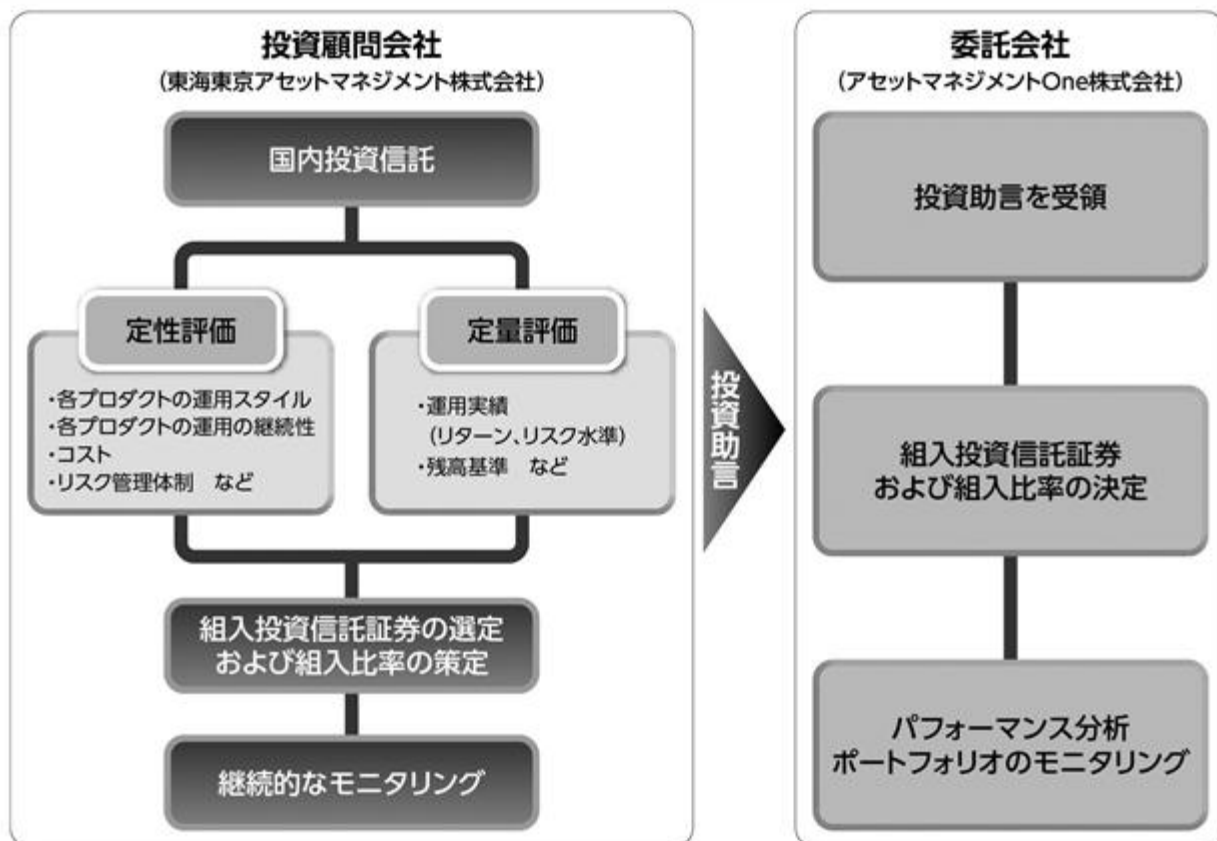 投資顧問会社
（東海東京アセットマネジメント株式会社）
国内投資信託
定性評価
・各プロダクトの運用スタイル
・各プロダクトの運用の継続性
・コスト
・リスク管理体制　など
定量評価
・運用実績
（リターン、リスク水準）
・残高基準　など
組入投資信託証券の選定
および組入比率の策定
継続的なモニタリング
投資助言
委託会社
（アセットマネジメントOne株式会社）
投資助言を受領
組入投資信託証券
および組入比率の決定
パフォーマンス分析
ポートフォリオのモニタリング